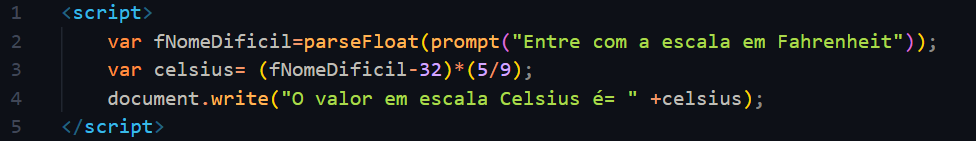 1 <script>
2 var fNomeDificil=parseFloat(prompt("Entre com a escala em Fahrenheit"));
3 var celsius= (fNomeDificil-32)*(5/9);
4 document.write("O valor em escala Celsius é= " +celsius);
5 </script>